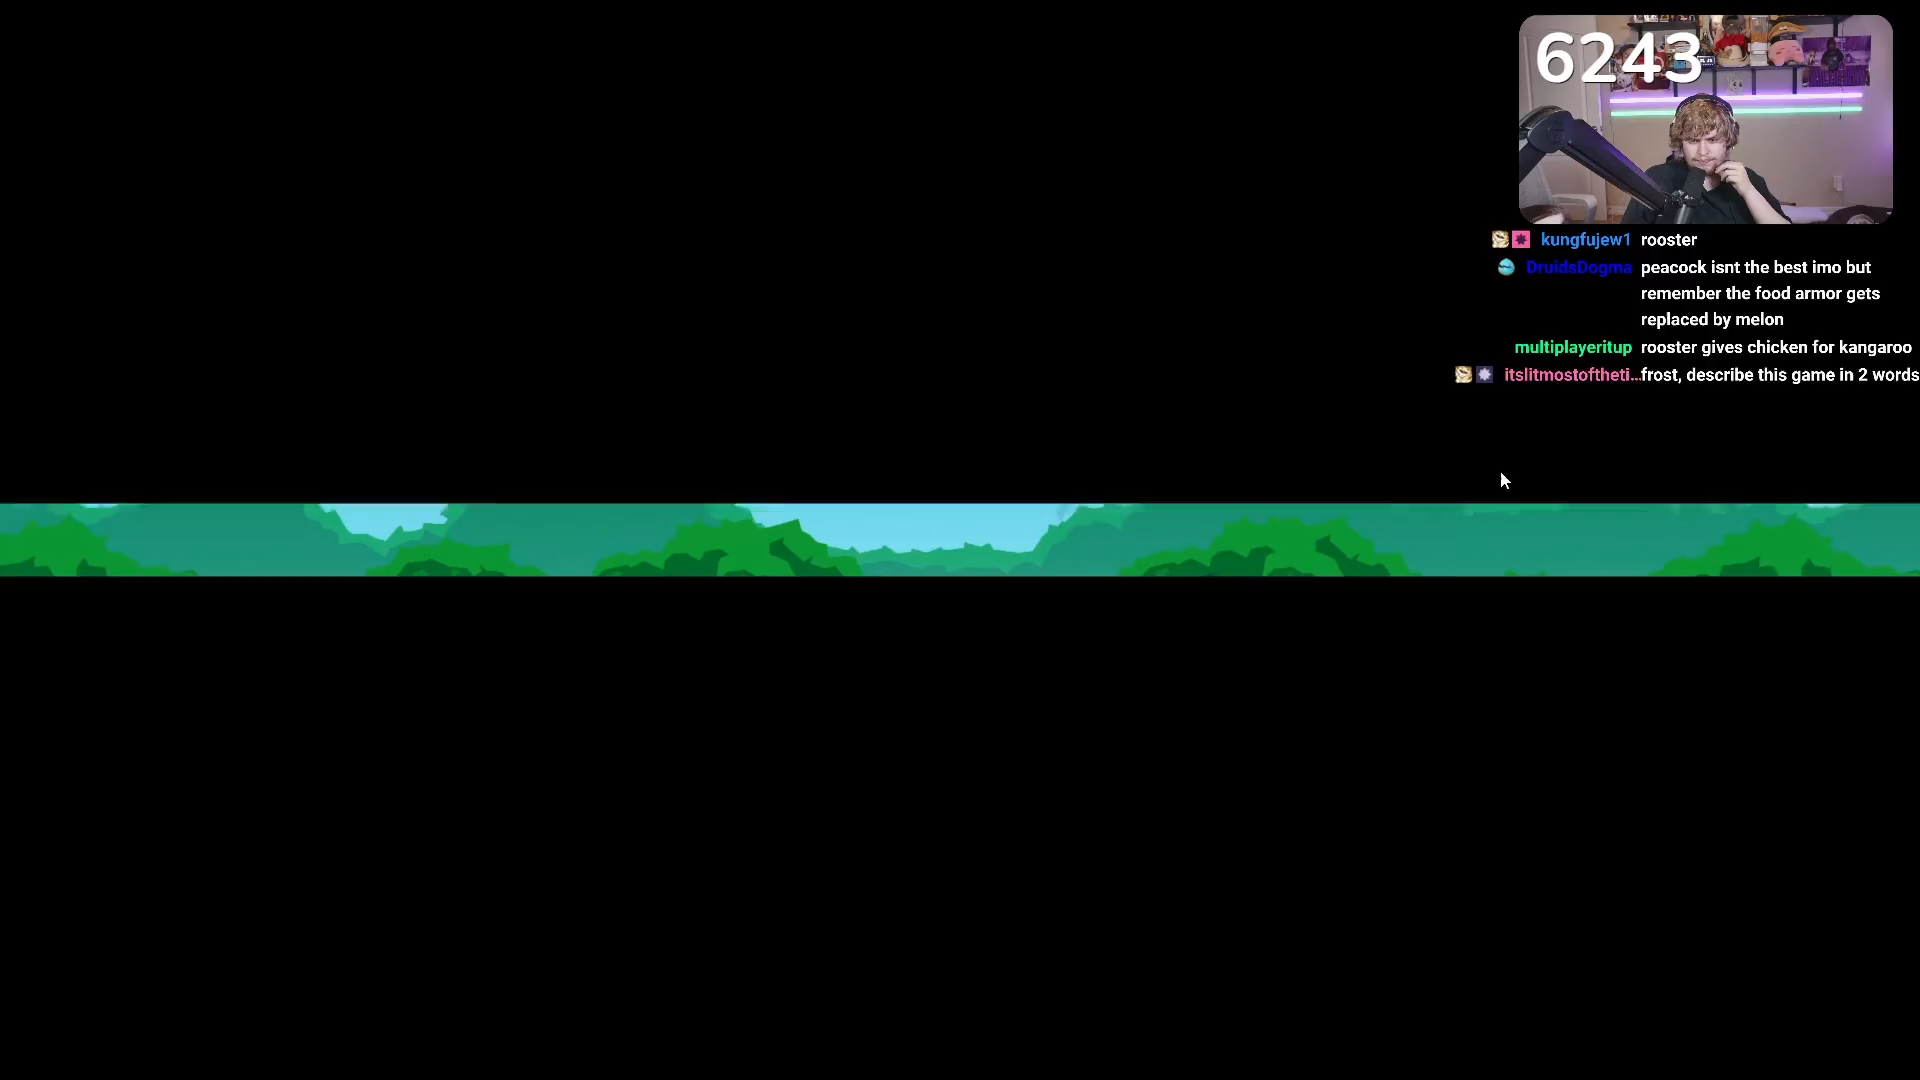 6243
kungfujew1 rooster
DruidsDogma peacock isnt the best imo but
remember the food armor gets
replaced by melon
multiplayeritup rooster gives chicken for kangaroo
itslitmostoftheti... frost, describe this game in 2 words